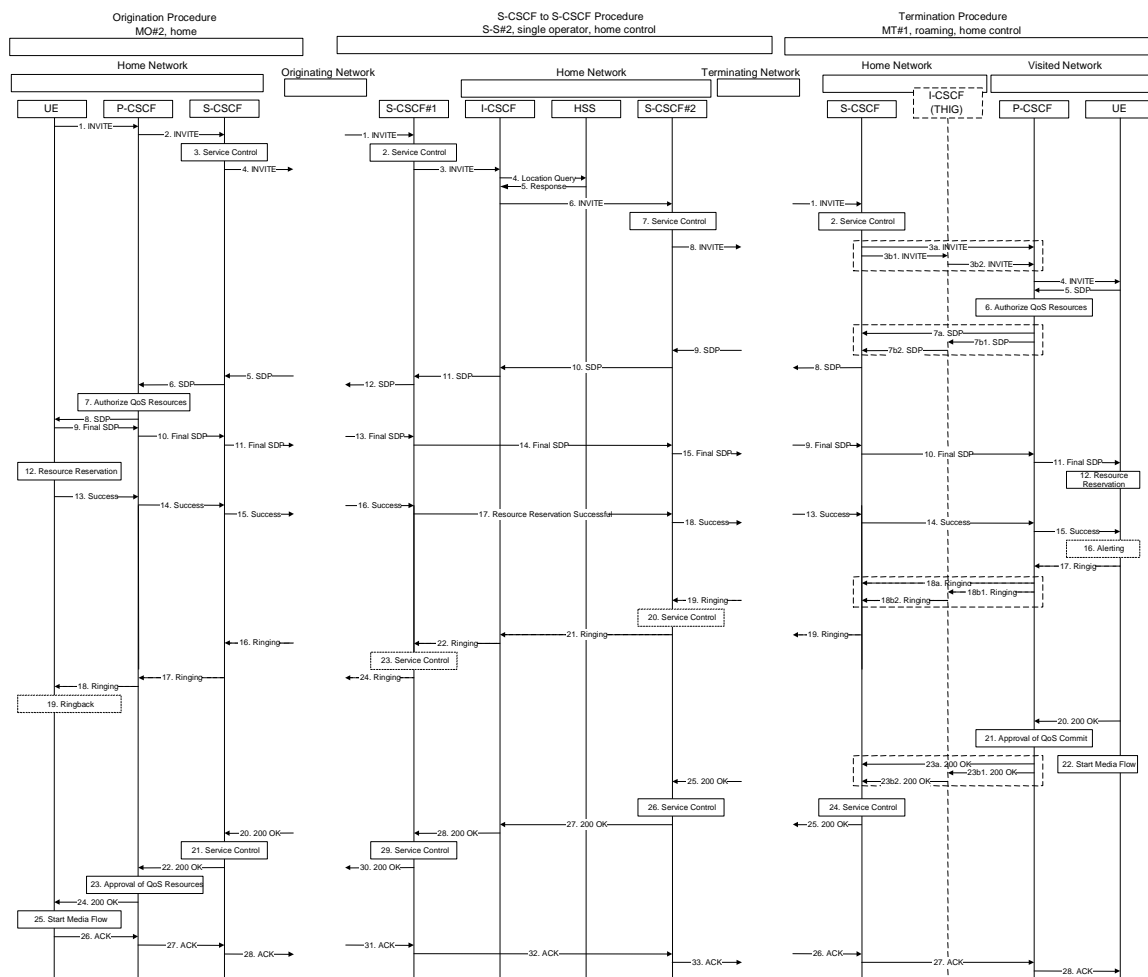 Origination Procedure
MO#2, home
S-CSCF to S-CSCF Procedure
S-S#2, single operator, home control
Termination Procedure
MT#1, roaming, home control
Home Network
Originating Network
Home Network
Terminating Network
Home Network
Visited Network
UE
P-CSCF
S-CSCF
S-CSCF#1
I-CSCF
HSS
S-CSCF#2
S-CSCF
I-CSCF
(THIG)
P-CSCF
UE
1. INVITE
2. INVITE
3. Service Control
4. INVITE
5. SDP
6. SDP
7. Authorize QoS Resources
8. SDP
9. Final SDP
10. Final SDP
11. Final SDP
12. Resource Reservation
13. Success
14. Success
15. Success
16. Ringing
17. Ringing
18. Ringing
19. Ringback
20. 200 OK
21. Service Control
22. 200 OK
23. Approval of QoS Resources
24. 200 OK
25. Start Media Flow
26. ACK
27. ACK
28. ACK
1. INVITE
2. Service Control
3. INVITE
4. Location Query
5. Response
6. INVITE
7. Service Control
8. INVITE
9. SDP
10. SDP
11. SDP
12. SDP
13. Final SDP
14. Final SDP
15. Final SDP
16. Success
17. Resource Reservation Successful
18. Success
19. Ringing
20. Service Control
21. Ringing
22. Ringing
23. Service Control
24. Ringing
25. 200 OK
26. Service Control
27. 200 OK
28. 200 OK
29. Service Control
30. 200 OK
31. ACK
32. ACK
33. ACK
1. INVITE
2. Service Control
3a. INVITE
3b1. INVITE
3b2. INVITE
4. INVITE
5. SDP
6. Authorize QoS Resources
7a. SDP
7b1. SDP
7b2. SDP
8. SDP
9. Final SDP
10. Final SDP
11. Final SDP
12. Resource
Reservation
13. Success
14. Success
15. Success
16. Alerting
17. Ringig
18a. Ringing
18b1. Ringing
18b2. Ringing
19. Ringing
20. 200 OK
21. Approval of QoS Commit
22. Start Media Flow
23a. 200 OK
23b1. 200 OK
23b2. 200 OK
24. Service Control
25. 200 OK
26. ACK
27. ACK
28. ACK